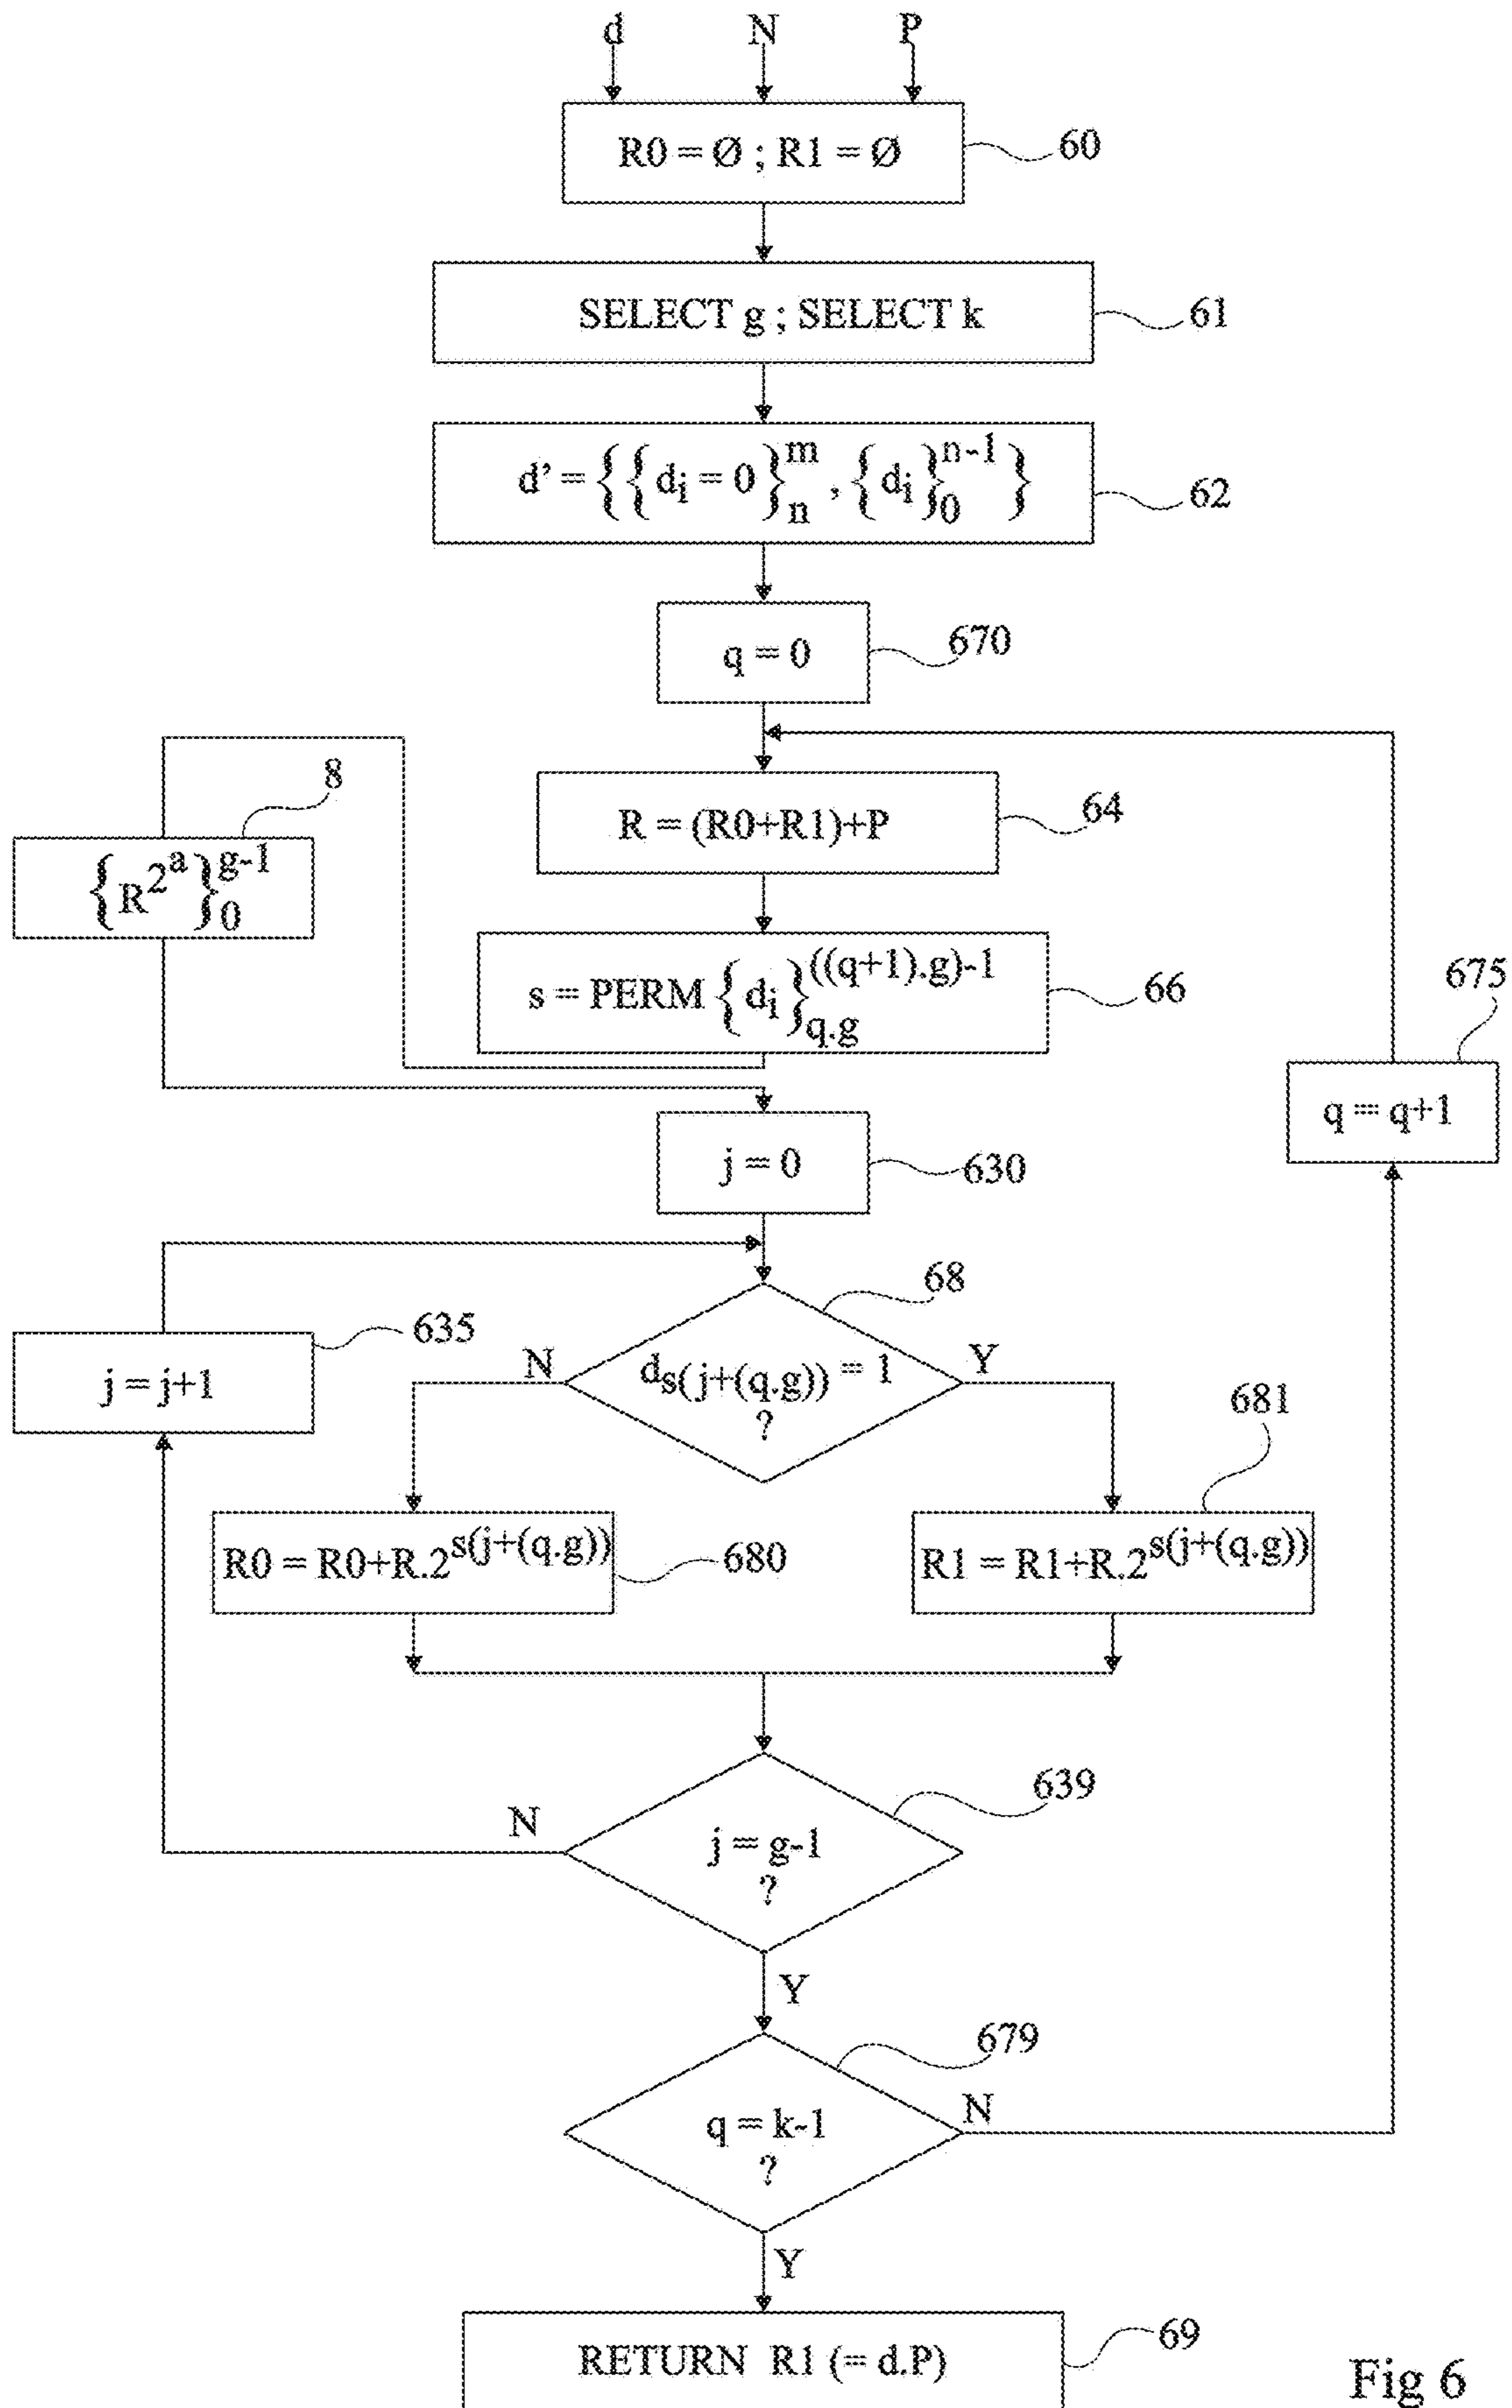 d N P
R0 = Ø ; R1 = Ø
60
SELECT g ; SELECT k
61
d' = { { d_i = 0 }_n^m , { d_i }_0^{n-1} }
62
q = 0
670
8
{ R^{2^a} }_0^{g-1}
R = (R0+R1)+P
64
s = PERM { d_i }_{q.g}^{((q+1).g)-1}
66
675
q = q+1
j = 0
630
635
j = j+1
68
N
d_{s(j+(q.g))} = 1
?
Y
681
R0 = R0+R.2^{s(j+(q.g))}
680
R1 = R1+R.2^{s(j+(q.g))}
639
N
j = g-1
?
Y
679
q = k-1
?
N
Y
RETURN R1 (= d.P)
69
Fig 6